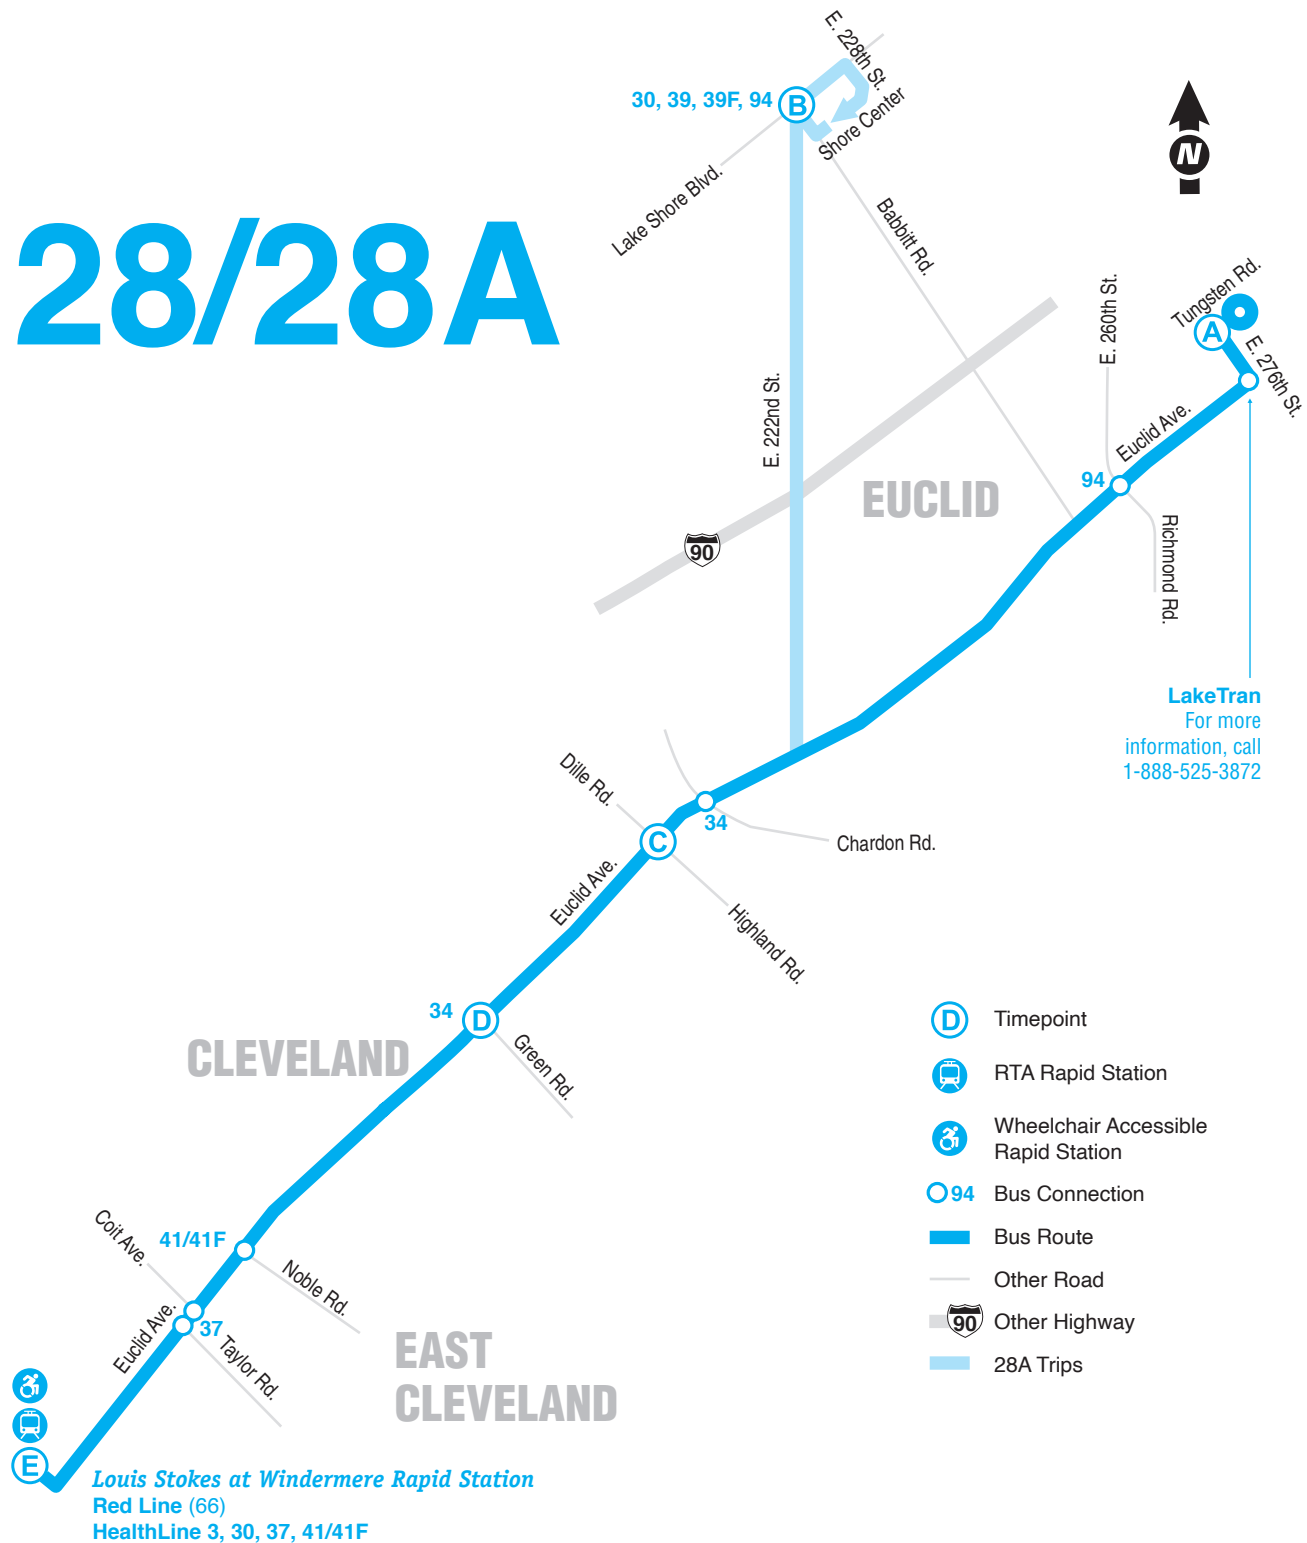 E. 228th St.
30, 39, 39F, 94
B
Shore Center
N
Lake Shore Blvd.
28/28A
Babbitt Rd.
Tungsten Rd.
A
E. 260th St.
E. 276th St.
E. 222nd St.
Euclid Ave.
94
EUCLID
90
Richmond Rd.
LakeTran
For more
information, call
1-888-525-3872
Dille Rd.
34
C
Chardon Rd.
Euclid Ave.
Highland Rd.
34
D
Green Rd.
CLEVELAND
D Timepoint
RTA Rapid Station
Wheelchair Accessible
Rapid Station
94 Bus Connection
Bus Route
Other Road
90 Other Highway
28A Trips
Coit Ave.
41/41F
Noble Rd.
Euclid Ave.
37
Taylor Rd.
EAST
CLEVELAND
E
Louis Stokes at Windermere Rapid Station
Red Line (66)
HealthLine 3, 30, 37, 41/41F